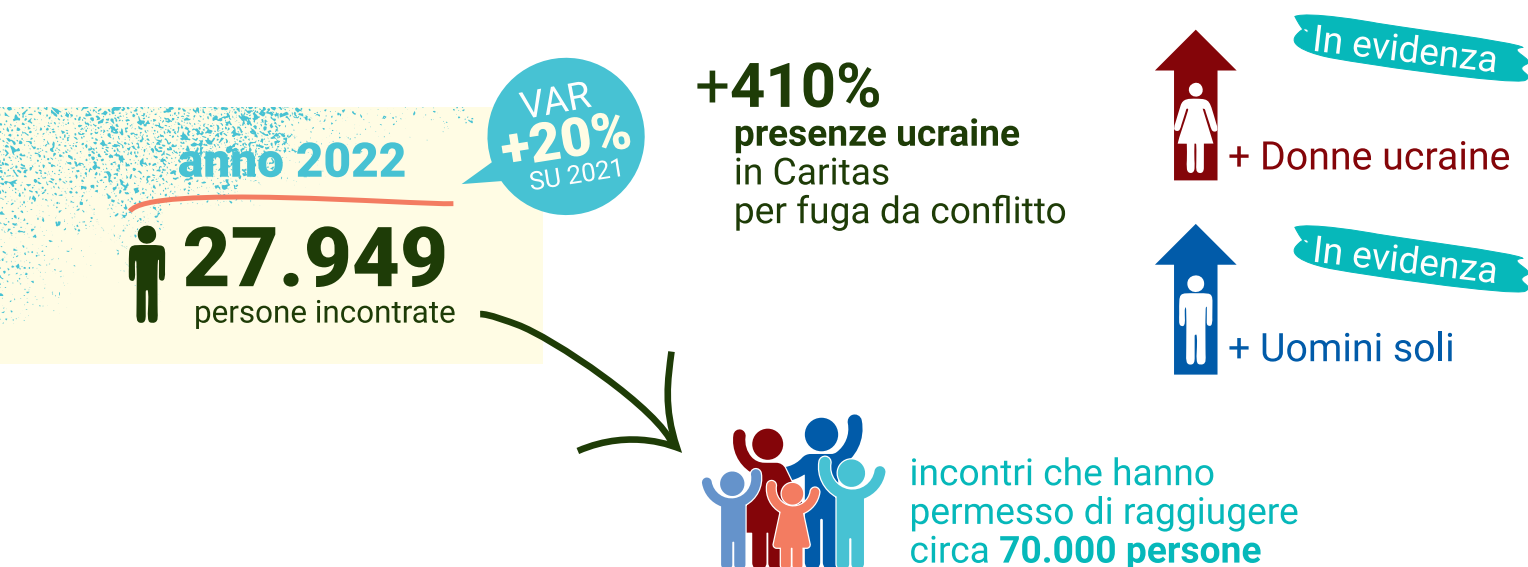 anno 2022
27.949
persone incontrate
VAR
+20%
SU 2021
+410%
presenze ucraine
in Caritas
per fuga da conflitto
In evidenza
+ Donne ucraine
In evidenza
+ Uomini soli
incontri che hanno
permesso di raggiugere
circa 70.000 persone